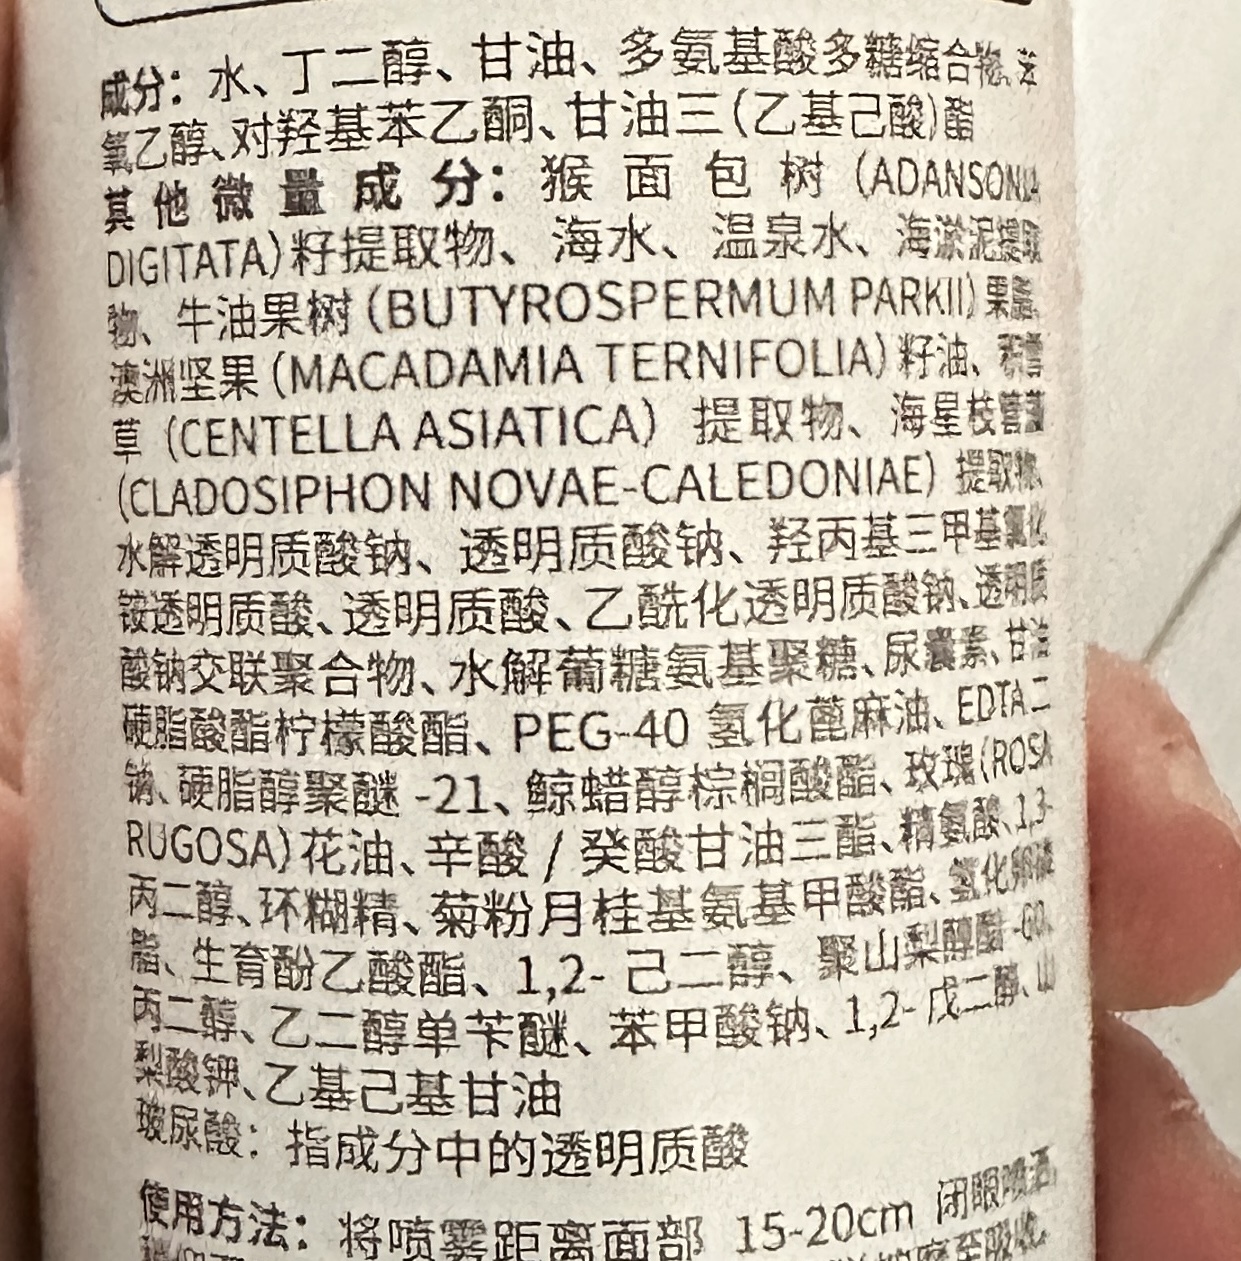 成分：水、丁二醇、甘油、多氨基酸多糖缩合物、苯
氧乙醇、对羟基苯乙酮、甘油三(乙基己酸)酯
其他微量成分：猴面包树(ADANSONIA
DIGITATA)籽提取物、海水、温泉水、海淤泥提取
物、牛油果树(BUTYROSPERMUM PARKII)果脂、
澳洲坚果(MACADAMIA TERNIFOLIA)籽油、积雪
草(CENTELLA ASIATICA)提取物、海星枝管藻
(CLADOSIPHON NOVAE-CALEDONIAE)提取物、
水解透明质酸钠、透明质酸钠、羟丙基三甲基氯化
铵透明质酸、透明质酸、乙酰化透明质酸钠、透明质
酸钠交联聚合物、水解葡糖氨基聚糖、尿囊素、甘油
硬脂酸酯柠檬酸酯、PEG-40 氢化蓖麻油、EDTA二
钠、硬脂醇聚醚 -21、鲸蜡醇棕榈酸酯、玫瑰(ROSA
RUGOSA)花油、辛酸 / 癸酸甘油三酯、精氨酸、1,3-
丙二醇、环糊精、菊粉月桂基氨基甲酸酯、氢化卵磷
脂、生育酚乙酸酯、1,2- 己二醇、聚山梨醇酯-60、
丙二醇、乙二醇单苄醚、苯甲酸钠、1,2- 戊二醇、山
梨酸钾、乙基己基甘油
玻尿酸：指成分中的透明质酸
使用方法：将喷雾距离面部 15-20cm 闭眼喷洒